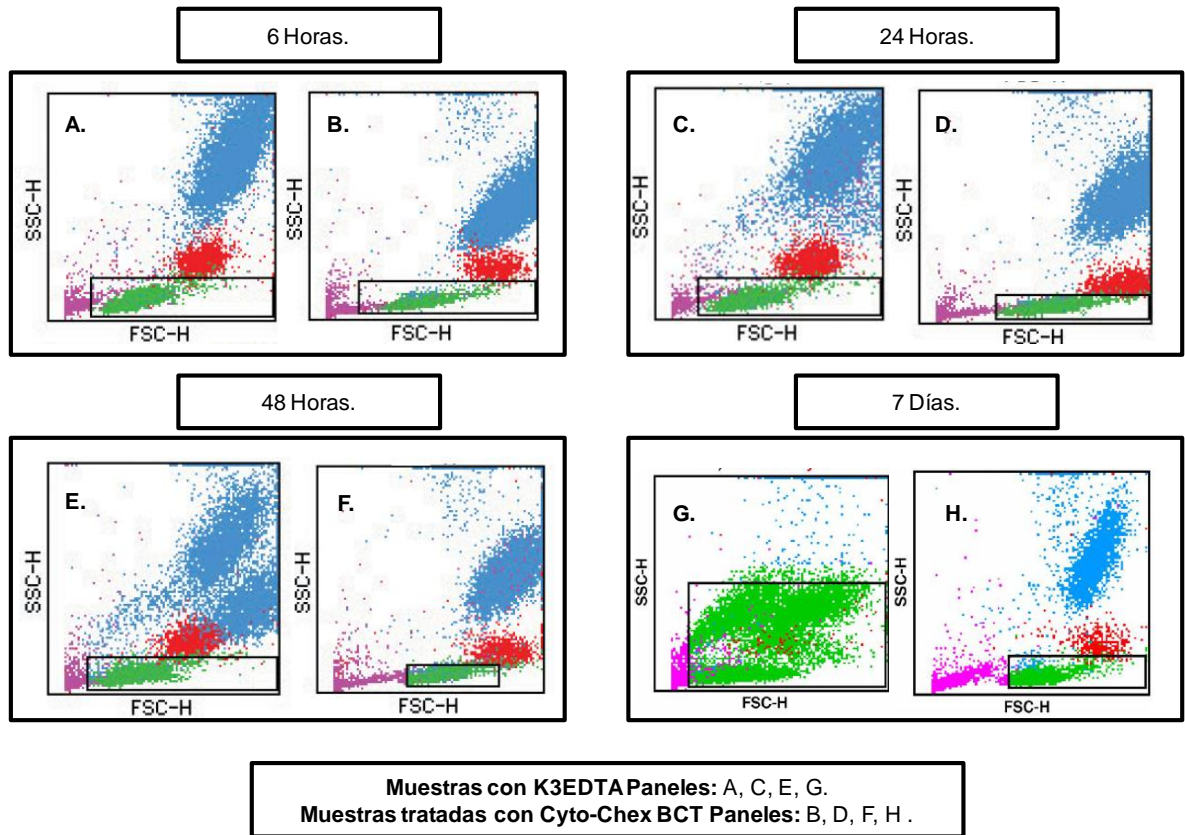 6 Horas.
24 Horas.
A.
B.
SSC-H
SSC-H
FSC-H
FSC-H
C.
D.
SSC-H
SSC-H
FSC-H
FSC-H
48 Horas.
7 Días.
E.
F.
SSC-H
SSC-H
FSC-H
FSC-H
G.
H.
SSC-H
SSC-H
FSC-H
FSC-H
Muestras con K3EDTA Paneles: A, C, E, G.
Muestras tratadas con Cyto-Chex BCT Paneles: B, D, F, H .